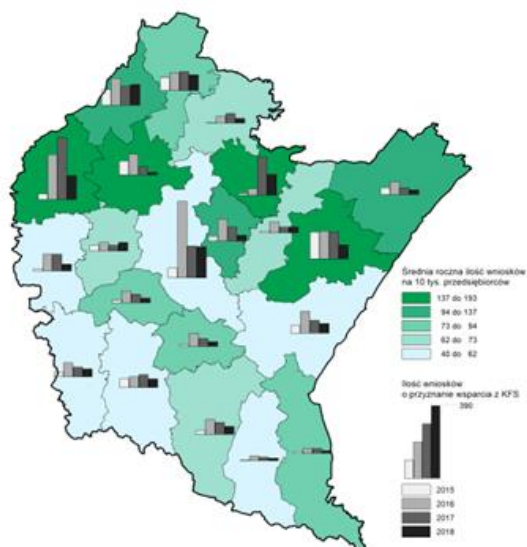 Średnia roczna ilość wniosków
na 10 tys. przedsiębiorców
137 do 193
94 do 137
73 do 94
62 do 73
40 do 62
Ilość wniosków
o przyznanie wsparcia z KFS
390
2015
2016
2017
2018